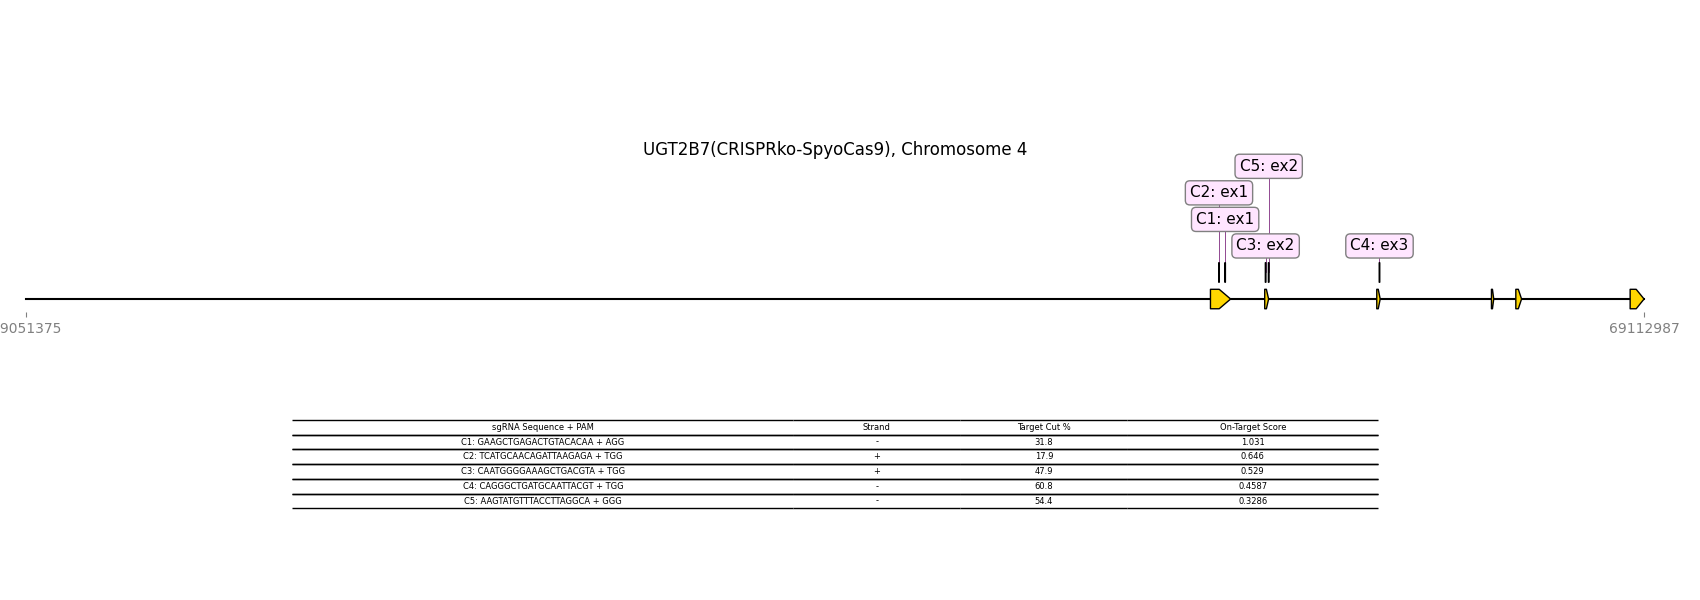 UGT2B7(CRISPRko-SpyoCas9), Chromosome 4
C5: ex2
C2: ex1
C1: ex1
C3: ex2 C4: ex3
9051375 69112987
sgRNA Sequence + PAM Strand Target Cut % On-Target Score
C1: GAAGCTGAGACTGTACACAA + AGG - 31.8 1.031
C2: TCATGCAACAGATTAAGAGA + TGG + 17.9 0.646
C3: CAATGGGGAAAGCTGACGTA + TGG + 47.9 0.529
C4: CAGGGCTGATGCAATTACGT + TGG - 60.8 0.4587
C5: AAGTATGTTTACCTTAGGCA + GGG - 54.4 0.3286